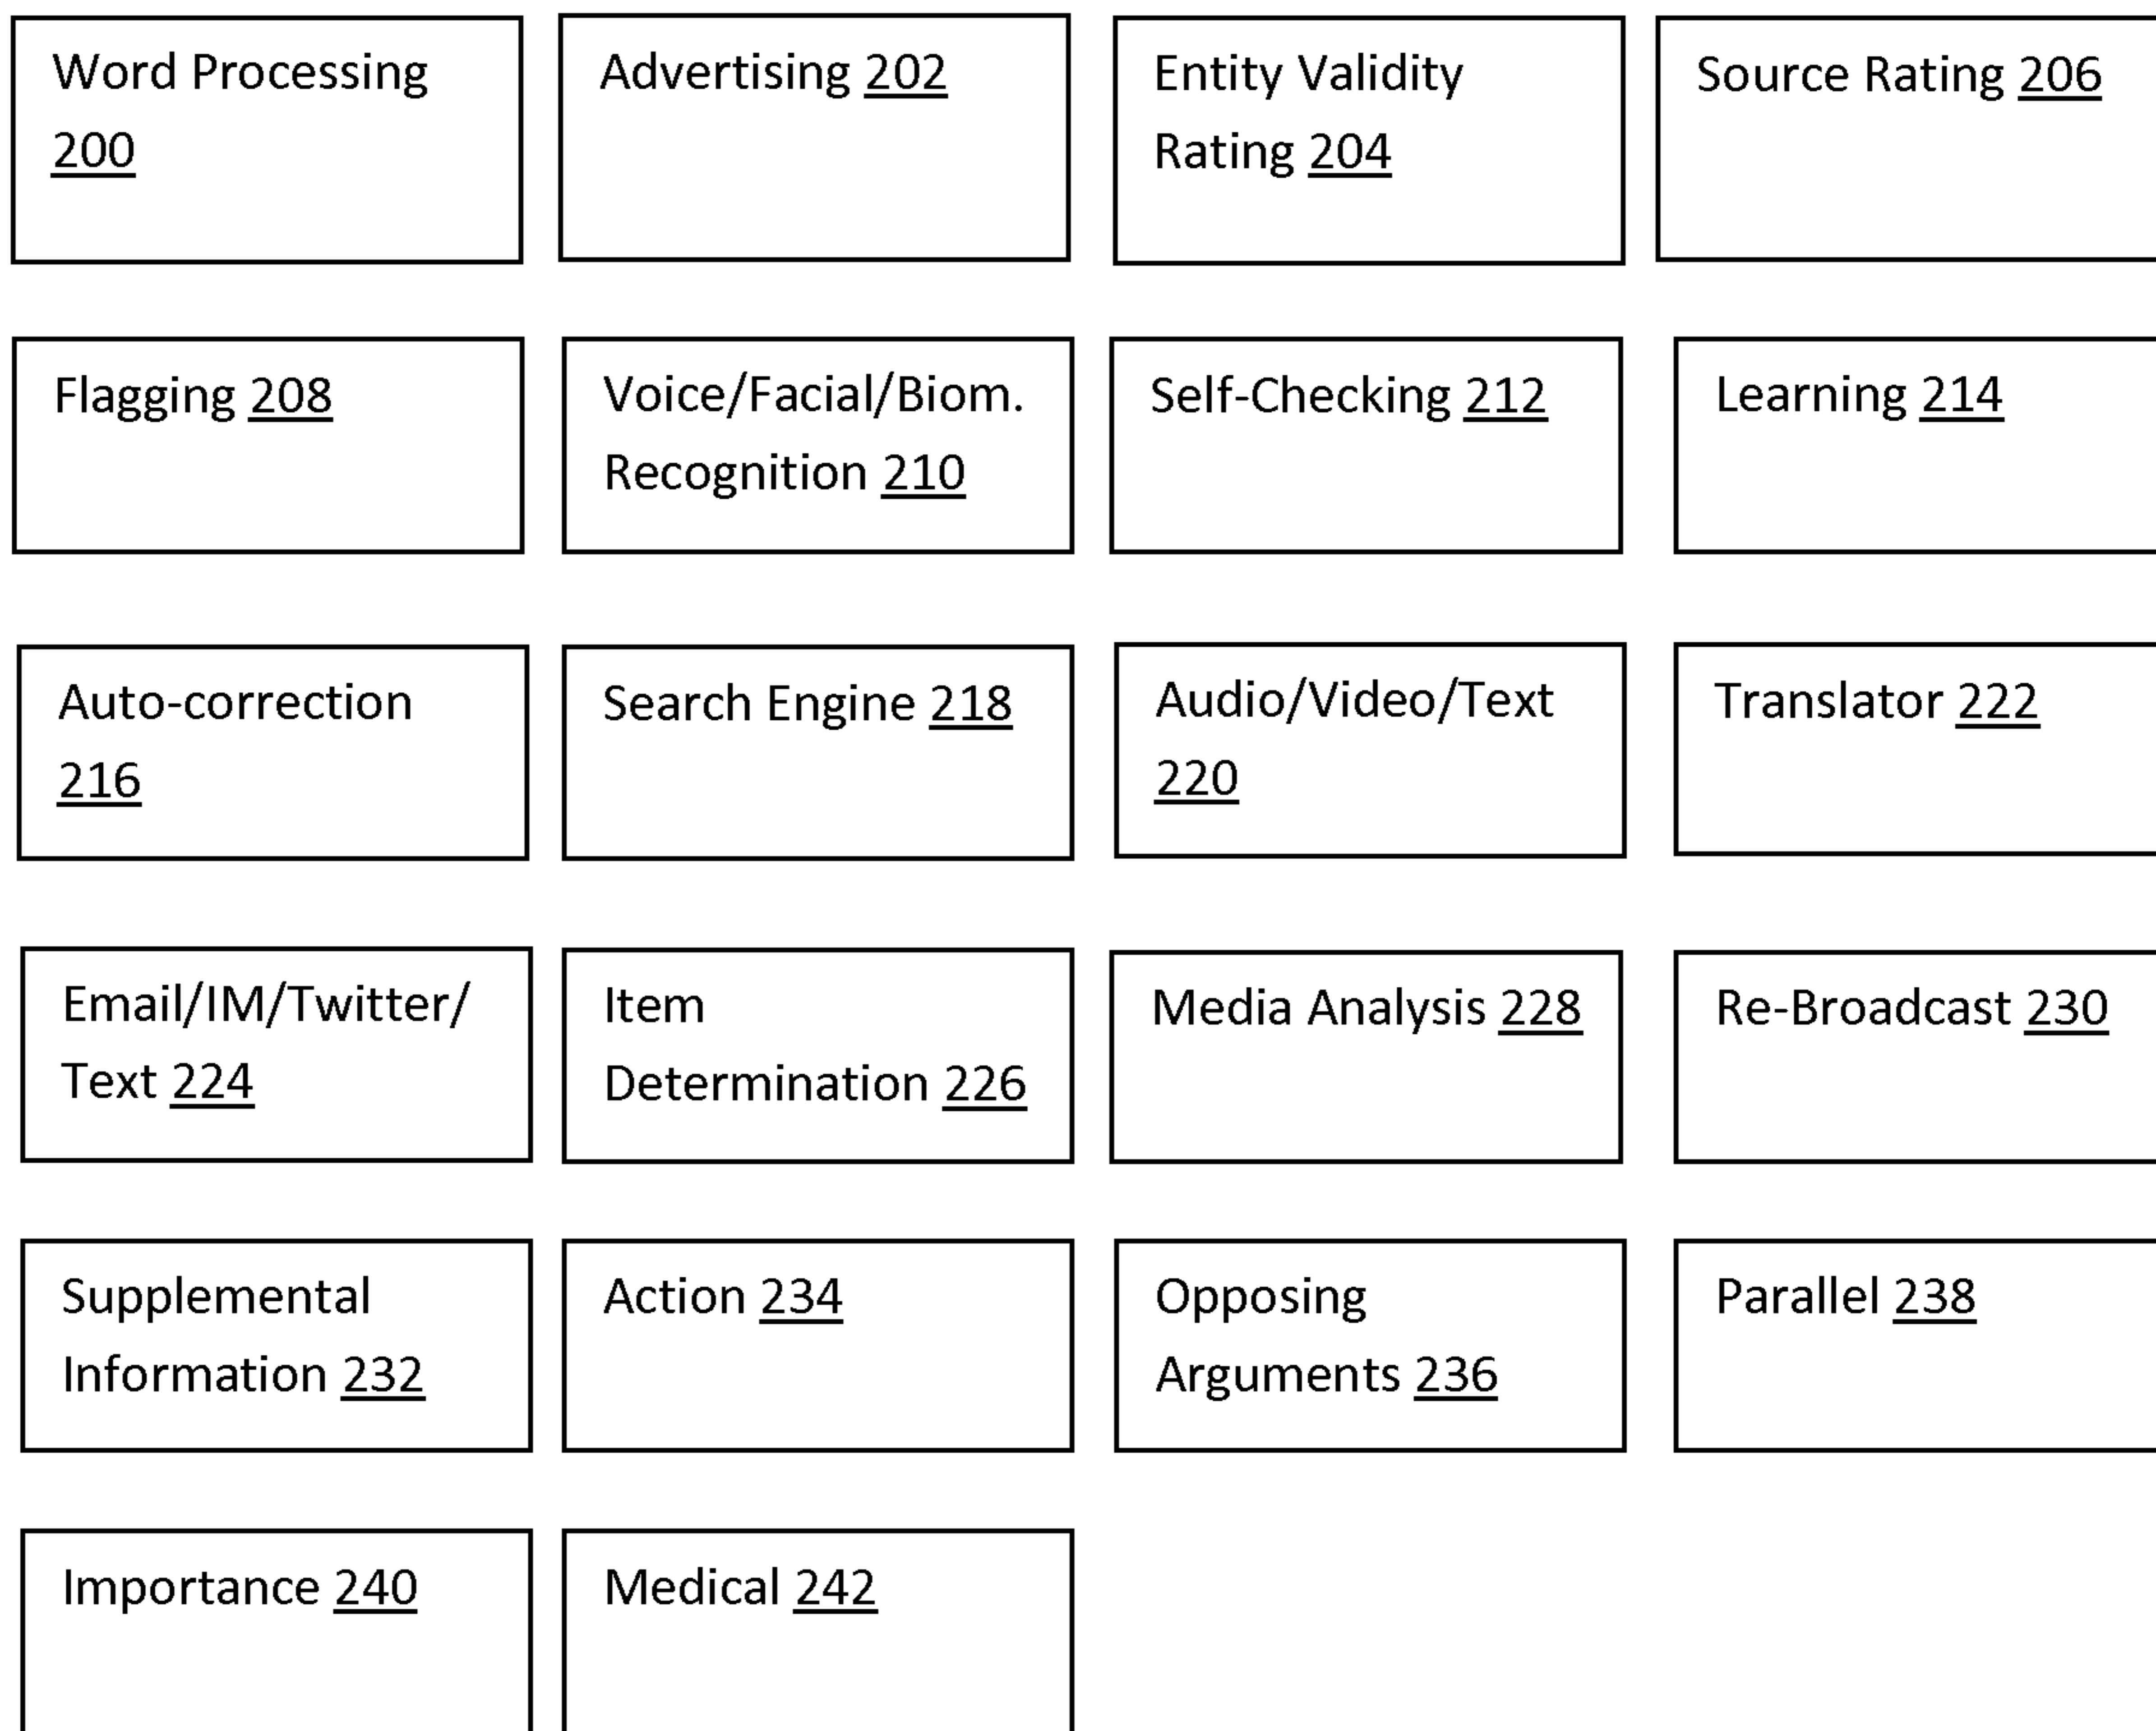 Word Processing
200
Advertising 202
Entity Validity
Rating 204
Source Rating 206
Flagging 208
Voice/Facial/Biom.
Recognition 210
Self-Checking 212
Learning 214
Auto-correction
216
Search Engine 218
Audio/Video/Text
220
Translator 222
Email/IM/Twitter/
Text 224
Item
Determination 226
Media Analysis 228
Re-Broadcast 230
Supplemental
Information 232
Action 234
Opposing
Arguments 236
Parallel 238
Importance 240
Medical 242